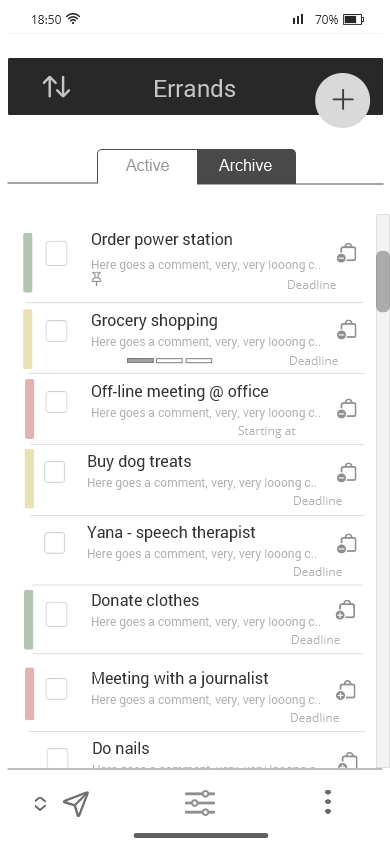 18:50
70%
Errands
Active
Archive
Order power station
Here goes a comment, very, very looong c..
Deadline
Grocery shopping
Here goes a comment, very, very looong c..
Deadline
Off-line meeting @ office
Here goes a comment, very, very looong c..
Starting at
Buy dog treats
Here goes a comment, very, very looong c..
Deadline
Yana - speech therapist
Here goes a comment, very, very looong c..
Deadline
Donate clothes
Here goes a comment, very, very looong c..
Deadline
Meeting with a journalist
Here goes a comment, very, very looong c..
Deadline
Do nails